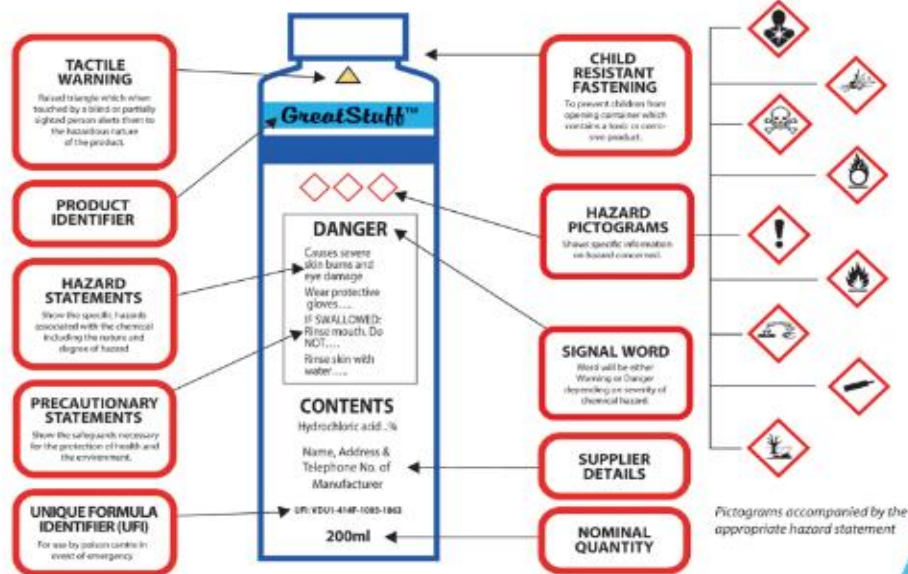 TACTILE
WARNING
Raised triangle which when
touched by a blind or partially
sighted person alerts them to
the hazardous nature
of the product.
PRODUCT
IDENTIFIER
HAZARD
STATEMENTS
Show the specific hazards
associated with the chemical
including the nature and
degree of hazard
PRECAUTIONARY
STATEMENTS
Show the safeguards necessary
for the protection of health and
the environment.
UNIQUE FORMULA
IDENTIFIER (UFI)
For use by poison centre in
event of emergency
GreatStuff™
DANGER
Causes severe
skin burns and
eye damage
Wear protective
gloves.....
IF SWALLOWED:
Rinse mouth. Do
NOT....
Rinse skin with
water.....
CONTENTS
Hydrochloric acid ..%
Name, Address &
Telephone No. of
Manufacturer
UFI: VDU1-414F-1003-1862
200ml
CHILD
RESISTANT
FASTENING
To prevent children from
opening container which
contains a toxic or corro-
sive product.
HAZARD
PICTOGRAMS
Shows specific information
on hazard concerned.
SIGNAL WORD
Word will be either
Warning or Danger
depending on severity of
chemical hazard.
SUPPLIER
DETAILS
NOMINAL
QUANTITY
Pictograms accompanied by the
appropriate hazard statement